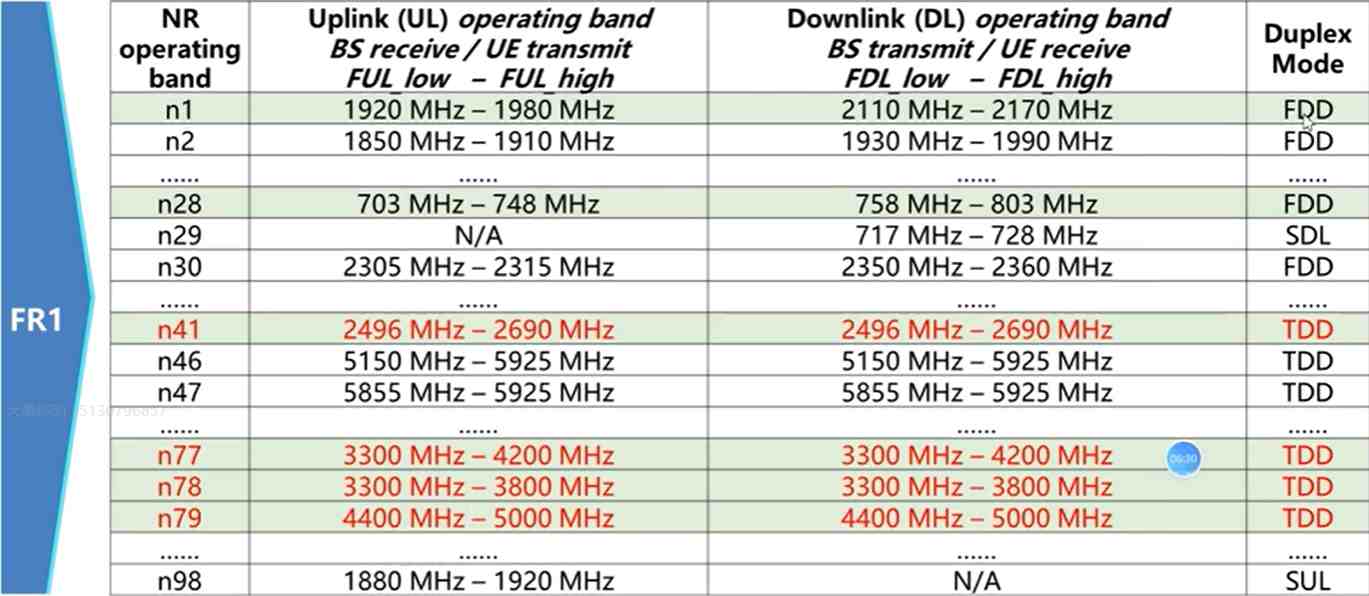 NR operating band | Uplink (UL) operating band BS receive / UE transmit FUL_low – FUL_high | Downlink (DL) operating band BS transmit / UE receive FDL_low – FDL_high | Duplex Mode
n1 1920 MHz – 1980 MHz 2110 MHz – 2170 MHz FDD
n2 1850 MHz – 1910 MHz 1930 MHz – 1990 MHz FDD
...... ...... ...... ......
n28 703 MHz – 748 MHz 758 MHz – 803 MHz FDD
n29 N/A 717 MHz – 728 MHz SDL
n30 2305 MHz – 2315 MHz 2350 MHz – 2360 MHz FDD
...... ...... ...... ......
FR1
n41 2496 MHz – 2690 MHz 2496 MHz – 2690 MHz TDD
n46 5150 MHz – 5925 MHz 5150 MHz – 5925 MHz TDD
n47 5855 MHz – 5925 MHz 5855 MHz – 5925 MHz TDD
...... ...... ...... ......
n77 3300 MHz – 4200 MHz 3300 MHz – 4200 MHz 06:30 TDD
n78 3300 MHz – 3800 MHz 3300 MHz – 3800 MHz TDD
n79 4400 MHz – 5000 MHz 4400 MHz – 5000 MHz TDD
...... ...... ...... ......
n98 1880 MHz – 1920 MHz N/A SUL